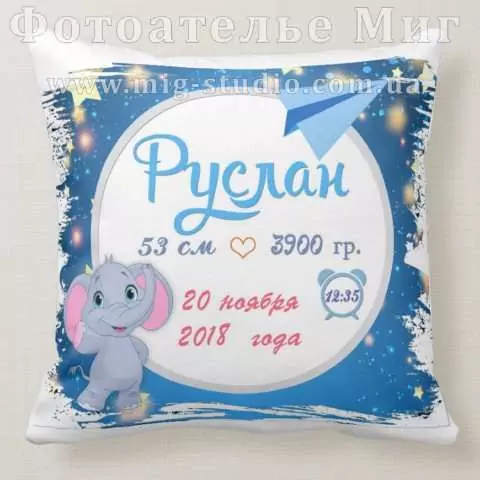 Фотоателье Миг
www.mig-studio.com.ua
Руслан
53 см 3900 гр.
12:35
20 ноября
2018 года